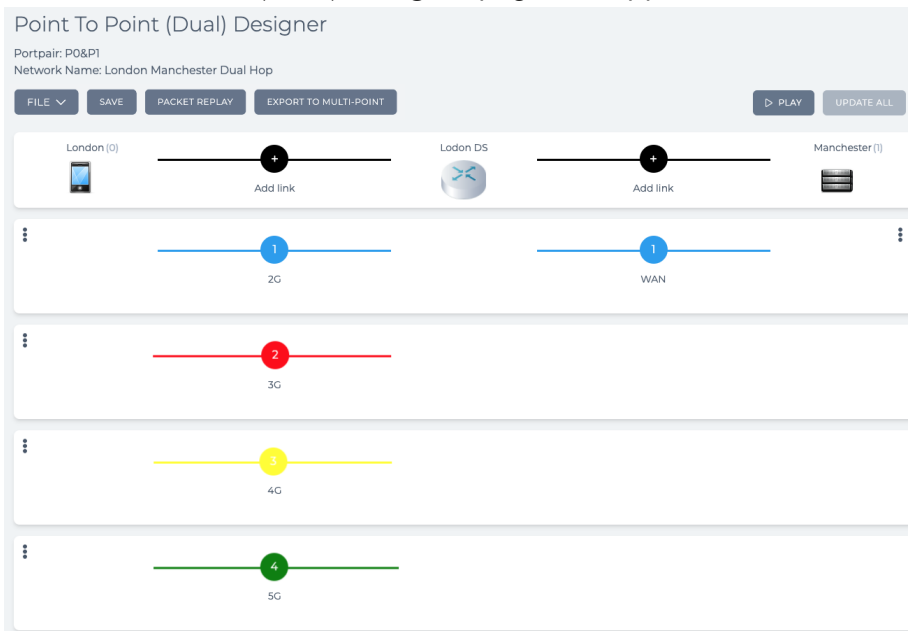 Point To Point (Dual) Designer
Portpair: P0&P1
Network Name: London Manchester Dual Hop
FILE SAVE PACKET REPLAY EXPORT TO MULTI-POINT PLAY UPDATE ALL
London (0) + Lodon DS + Manchester (1)
Add link Add link
1 1
2G WAN
2
3G
3
4G
4
5G